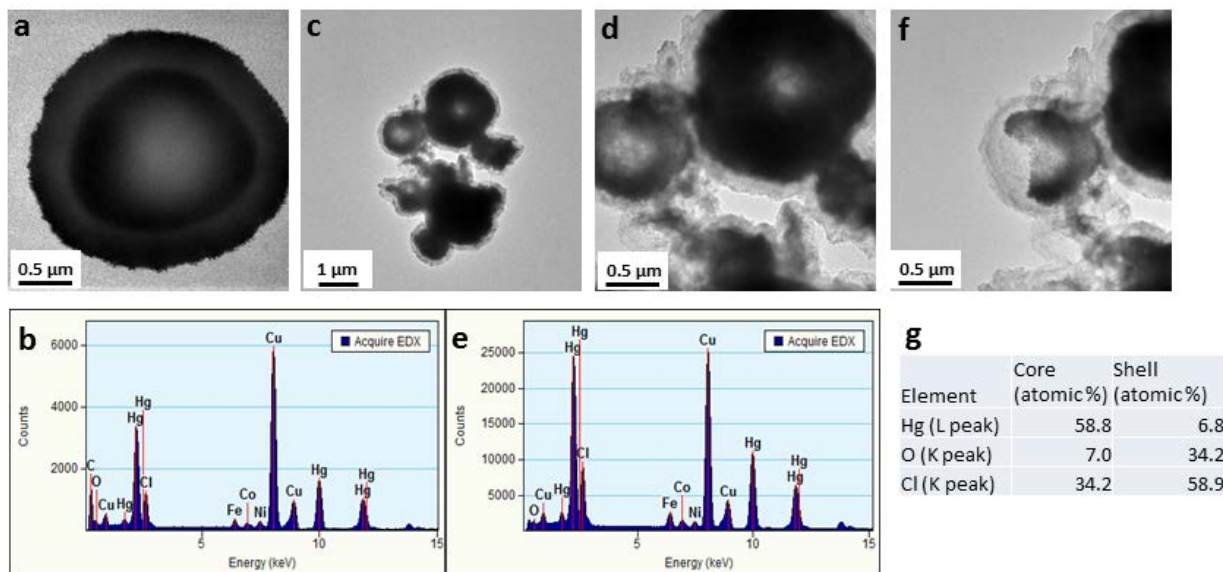 a
c
d
f
0.5 µm
1 µm
0.5 µm
0.5 µm
b
Acquire EDX
6000
4000
2000
Counts
C
O
Cu
Hg
Hg
Hg
Cl
Fe
Co
Ni
Cu
Cu
Hg
Hg
Hg
5
10
15
Energy (keV)
e
Acquire EDX
25000
20000
15000
10000
5000
Counts
O
Cu
Hg
Hg
Hg
Cl
Fe
Co
Ni
Cu
Cu
Hg
Hg
Hg
5
10
15
Energy (keV)
g
Element Core (atomic %) Shell (atomic %)
Hg (L peak) 58.8 6.8
O (K peak) 7.0 34.2
Cl (K peak) 34.2 58.9